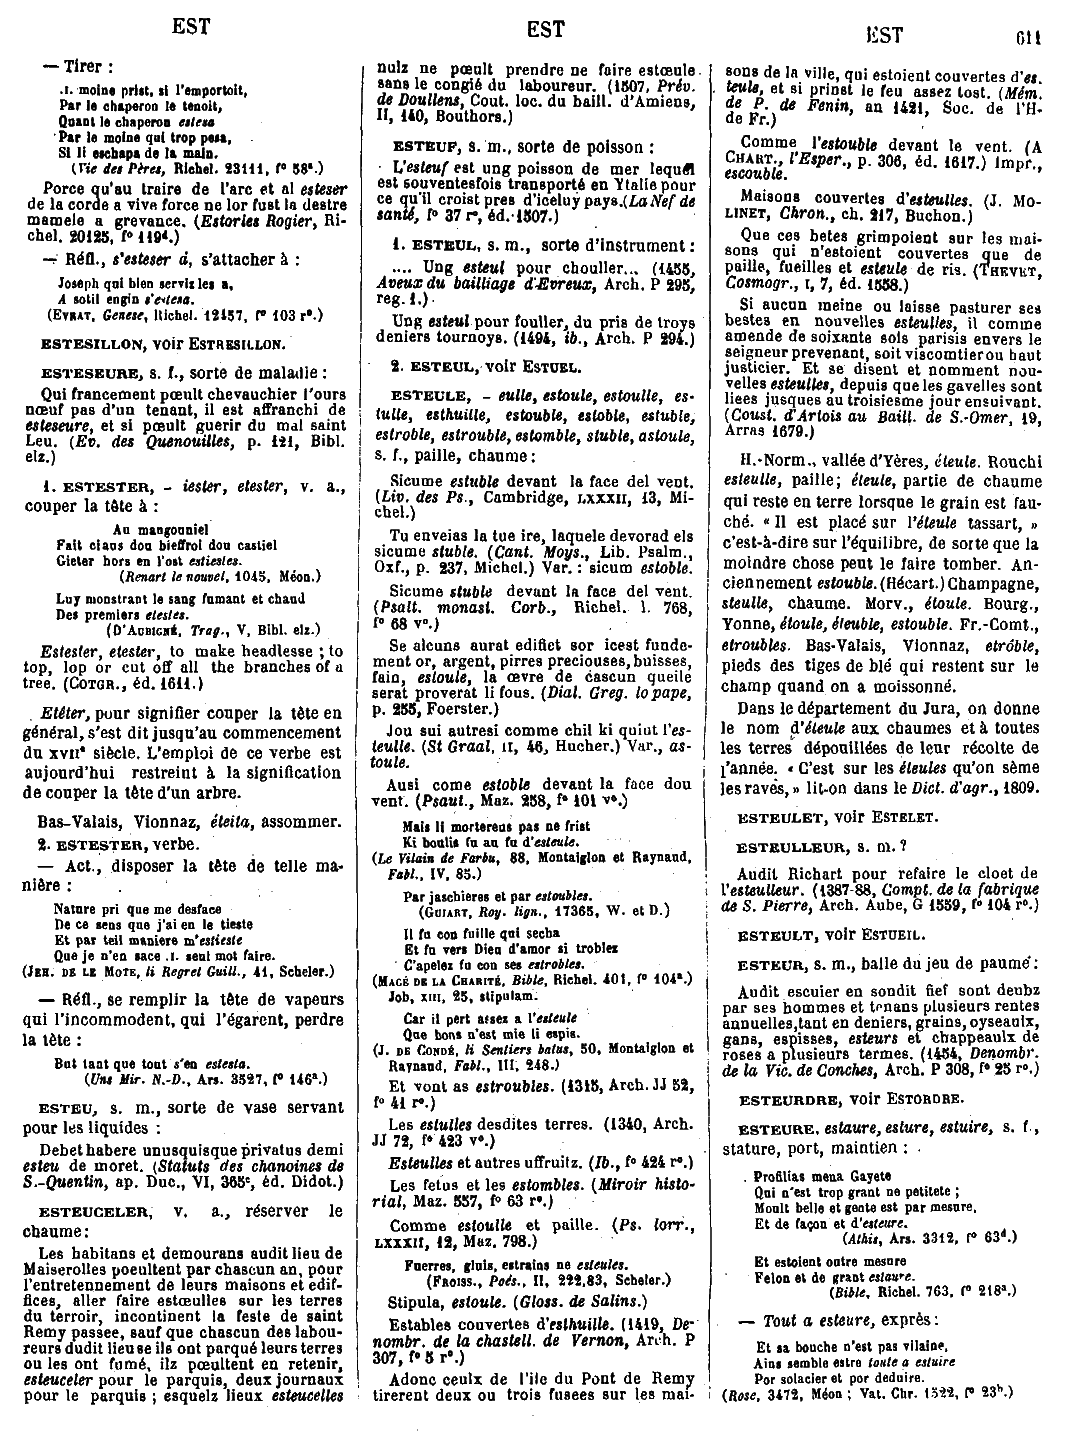 EST
EST
EST 611
— Tirer :
.I. moine prist, si l'emportoit,
Par le chaperon le tenoit,
Quant le chaperon estesa
Par le moine qui trop pesa,
Si li eschapa de la main.
(Vie des Pères, Richel. 23111, f° 58ª.)
Porce qu'au traire de l'arc et al esteser
de la corde a vive force ne lor fust la destre
mamele a grevance. (Estories Rogier, Ri-
chel. 20125, f° 119ᵈ.)
— Réfl., s'esteser a, s'attacher à :
Joseph qui bien servit les a,
A sotil engin s'estesa.
(EVRAT, Genese, Richel. 12457, f° 103 r°.)
ESTESILLON, voir ESTRESILLON.
ESTESEURE, s. f., sorte de maladie :
Qui francement pœult chevauchier l'ours
nœuf pas d'un tenant, il est affranchi de
esteseure, et si pœult guerir du mal saint
Leu. (Ev. des Quenouilles, p. 121, Bibl.
elz.)
1. ESTESTER, - iester, etester, v. a.,
couper la tête à :
Au mangonniel
Fait claus dou bieffroi dou castiel
Gieter hors en l'ost estiestes.
(Renart le nouvel, 1045, Méon.)
Luy monstrant le sang fumant et chaud
Des premiers etestes.
(D'AUBIGNÉ, Trag., V, Bibl. elz.)
Estester, etester, to make headlesse ; to
top, lop or cut off all the branches of a
tree. (COTGR., éd. 1611.)
Etéter, pour signifier couper la tête en
général, s'est dit jusqu'au commencement
du XVIIᵉ siècle. L'emploi de ce verbe est
aujourd'hui restreint à la signification
de couper la tête d'un arbre.
Bas-Valais, Vionnaz, éteita, assommer.
2. ESTESTER, verbe.
— Act., disposer la tête de telle ma-
nière :
Nature pri que me desface
De ce sens que j'ai en le tieste
Et par teil maniere m'estieste
Que je n'en sace .I. seul mot faire.
(JEH. DE LE MOTE, li Regret Guill., 41, Scheler.)
— Réfl., se remplir la tête de vapeurs
qui l'incommodent, qui l'égarent, perdre
la tête :
But tant que tout s'en estesta.
(Uns Mir. N.-D., Ars. 3527, f° 146ª.)
ESTEU, s. m., sorte de vase servant
pour les liquides :
Debet habere unusquisque privatus demi
esteu de moret. (Statuts des chanoines de
S.-Quentin, ap. Duc., VI, 365ᶜ, éd. Didot.)
ESTEUCELER, v. a., réserver le
chaume :
Les habitans et demourans audit lieu de
Maiserolles poeultent par chascun an, pour
l'entretennement de leurs maisons et edif-
fices, aller faire estœulles sur les terres
du terroir, incontinent la feste de saint
Remy passee, sauf que chascun des labou-
reurs dudit lieu se ilz ont parqué leurs terres
ou les ont fumé, ilz pœultent en retenir,
esteuceler pour le parquis, deux journaux
pour le parquis ; esquelz lieux esteucelles
nulz ne pœult prendre ne faire estœule
sans le congié du laboureur. (1507, Prév.
de Doullens, Cout. loc. du baill. d'Amiens,
II, 140, Bouthors.)
ESTEUF, s. m., sorte de poisson :
L'esteuf est ung poisson de mer lequel
est souventesfois transporté en Ytalie pour
ce qu'il croist pres d'iceluy pays. (La Nef de
santé, f° 37 r°, éd. 1507.)
1. ESTEUL, s. m., sorte d'instrument :
.... Ung esteul pour chouller... (1455,
Aveux du bailliage d'Evreux, Arch. P 295,
reg. 1.)
Ung esteul pour fouller, du pris de troys
deniers tournoys. (1494, ib., Arch. P 294.)
2. ESTEUL, voir ESTUEL.
ESTEULE, - eulle, estoule, estoulle, es-
tulle, esthuille, estouble, estoble, estuble,
estroble, estrouble, estomble, stuble, astoule,
s. f., paille, chaume :
Sicume estuble devant la face del vent.
(Liv. des Ps., Cambridge, LXXXII, 13, Mi-
chel.)
Tu enveias la tue ire, laquele devorad els
sicume stuble. (Cant. Moys., Lib. Psalm.,
Oxf., p. 237, Michel.) Var. : sicum estoble.
Sicume stuble devant la face del vent.
(Psalt. monast. Corb., Richel. l. 768,
f° 68 v°.)
Se alcuns aurat edifiet sor icest funde-
ment or, argent, pirres preciouses, buisses,
fain, estoule, la œvre de cascun queile
serat proverat li fous. (Dial. Greg. lo pape,
p. 255, Foerster.)
Jou sui autresi comme chil ki quiut l'es-
teulle. (St Graal, II, 46, Hucher.) Var., as-
toule.
Ausi come estoble devant la face dou
vent. (Psaut., Maz. 258, f° 101 v°.)
Mais li mortereus pas ne frist
Ki boulis fu au fu d'esteule.
(Le Vilain de Farbu, 88, Montaiglon et Raynaud,
Fabl., IV, 85.)
Par jaschieres et par estoubles.
(GUIART, Roy. lign., 17365, W. et D.)
Il fu con fuille qui secha
Et fu vers Dieu d'amor si troblez
C'apelez fu con ses estrobles.
(MACÉ DE LA CHARITÉ, Bible, Richel. 401, f° 104ª.)
Job, XIII, 25, stipulam.
Car il pert assez a l'esteule
Que bons n'est mie li espis.
(J. DE CONDÉ, li Sentiers batus, 50, Montaiglon et
Raynaud, Fabl., III, 248.)
Et vont as estroubles. (1315, Arch. JJ 52,
f° 41 r°.)
Les estulles desdites terres. (1340, Arch.
JJ 72, f° 423 v°.)
Esteulles et autres uffruitz. (Ib., f° 424 r°.)
Les fetus et les estombles. (Miroir histo-
rial, Maz. 557, f° 63 r°.)
Comme estoulle et paille. (Ps. lorr.,
LXXXII, 12, Maz. 798.)
Fuerres, gluis, estrains ne esteules.
(FROISS., Poés., II, 222,83, Scheler.)
Stipula, estoule. (Gloss. de Salins.)
Estables couvertes d'esthuille. (1419, De-
nombr. de la chastell. de Vernon, Arch. P
307, f° 5 r°.)
Adonc ceulx de l'ile du Pont de Remy
tirerent deux ou trois fusees sur les mai-
sons de la ville, qui estoient couvertes d'es-
teule, et si prinst le feu assez tost. (Mém.
de P. de Fenin, an 1421, Soc. de l'H.
de Fr.)
Comme l'estouble devant le vent. (A
CHART., l'Esper., p. 306, éd. 1617.) Impr.,
escouble.
Maisons couvertes d'esteulles. (J. MO-
LINET, Chron., ch. 217, Buchon.)
Que ces betes grimpoient sur les mai-
sons qui n'estoient couvertes que de
paille, fueilles et esteule de ris. (THEVET,
Cosmogr., I, 7, éd. 1558.)
Si aucun meine ou laisse pasturer ses
bestes en nouvelles esteulles, il comme
amende de soixante sols parisis envers le
seigneur prevenant, soit viscomtier ou haut
justicier. Et se disent et nomment nou-
velles esteulles, depuis que les gavelles sont
liees jusques au troisiesme jour ensuivant.
(Coust. d'Artois au Baill. de S.-Omer, 19,
Arras 1679.)
H.-Norm., vallée d'Yères, éteule. Rouchi
esteulle, paille ; éteule, partie de chaume
qui reste en terre lorsque le grain est fau-
ché. « Il est placé sur l'éteule tassart, »
c'est-à-dire sur l'équilibre, de sorte que la
moindre chose peut le faire tomber. An-
ciennement estouble. (Hécart.) Champagne,
steulle, chaume. Morv., étoule. Bourg.,
Yonne, étoule, éteuble, estouble. Fr.-Comt.,
etroubles. Bas-Valais, Vionnaz, etrôble,
pieds des tiges de blé qui restent sur le
champ quand on a moissonné.
Dans le département du Jura, on donne
le nom d'éteule aux chaumes et à toutes
les terres dépouillées de leur récolte de
l'année. « C'est sur les éteules qu'on sème
les raves, » lit-on dans le Dict. d'agr., 1809.
ESTEULET, voir ESTELET.
ESTEULLEUR, s. m. ?
Audit Richart pour refaire le cloet de
l'esteulleur. (1387-88, Compt. de la fabrique
de S. Pierre, Arch. Aube, G 1559, f° 104 r°.)
ESTEULT, voir ESTUEIL.
ESTEUR, s. m., balle du jeu de paume :
Audit escuier en sondit fief sont deubz
par ses hommes et tenans plusieurs rentes
annuelles, tant en deniers, grains, oyseaulx,
gans, espisses, esteurs et chappeaulx de
roses a plusieurs termes. (1454, Denombr.
de la Vic. de Conches, Arch. P 308, f° 25 r°.)
ESTEURDRE, voir ESTORDRE.
ESTEURE, estaure, esture, estuire, s. f.,
stature, port, maintien :
Profilias mena Gayete
Qui n'est trop grant ne petitete ;
Moult belle et gente est par mesure,
Et de façon et d'esteure.
(Athis, Ars. 3312, f° 63ᵈ.)
Et estoient outre mesure
Felon et de grant estaure.
(Bible, Richel. 763, f° 218ª.)
— Tout a esteure, exprès :
Et sa bouche n'est pas vilaine,
Ains semble estre toute a estuire
Por solacier et por deduire.
(Rose, 3472, Méon ; Vat. Chr. 1522, f° 23ᵇ.)